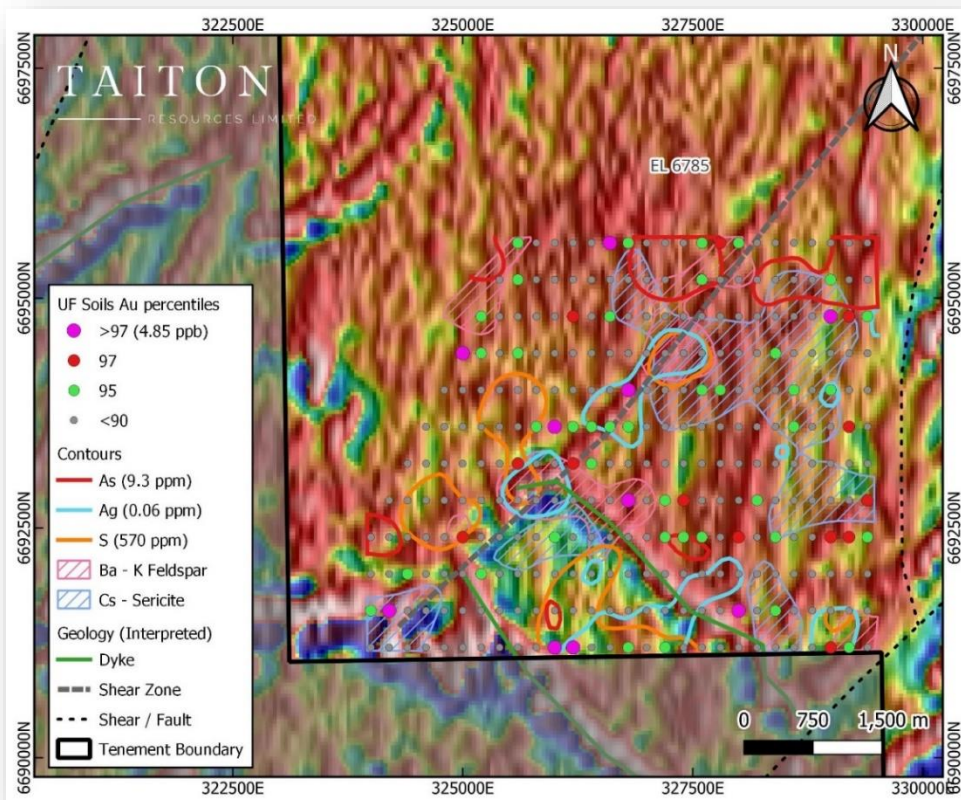 322500E 325000E 327500E 330000E
6697500N
6697500N
TAITON
RESOURCES LIMITED
N
EL 6785
6695000N
6695000N
UF Soils Au percentiles
>97 (4.85 ppb)
97
95
<90
Contours
As (9.3 ppm)
Ag (0.06 ppm)
S (570 ppm)
Ba - K Feldspar
Cs - Sericite
Geology (Interpreted)
Dyke
Shear Zone
Shear / Fault
Tenement Boundary
6692500N
6692500N
0 750 1,500 m
6690000N
6690000N
322500E 325000E 327500E 330000E